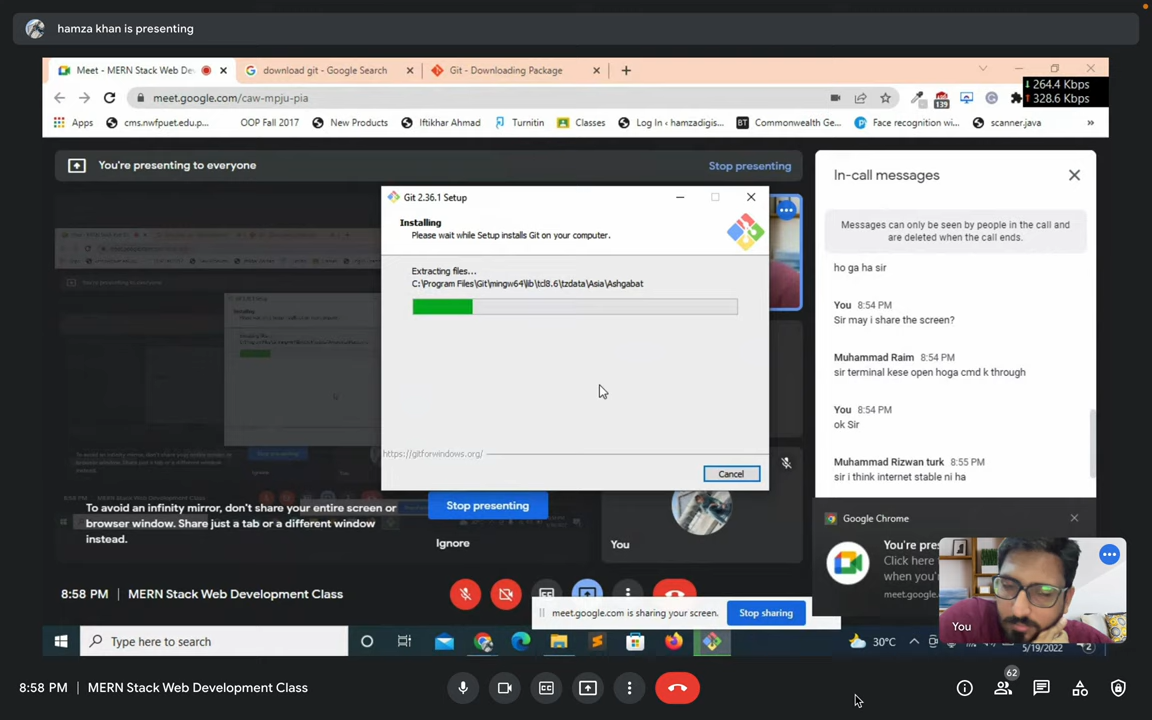 hamza khan is presenting
Meet - MERN Stack Web De
download git - Google Search
Git - Downloading Package
264.4 Kbps
328.6 Kbps
meet.google.com/caw-mpju-pia
139
Apps
cms.nwfpuet.edu.p...
OOP Fall 2017
New Products
Iftikhar Ahmad
Turnitin
Classes
Log In ‹ hamzadigis...
BT Commonwealth Ge...
Face recognition wi...
scanner.java
»
You're presenting to everyone
Stop presenting
In-call messages
Messages can only be seen by people in the call and
are deleted when the call ends.
ho ga ha sir
You 8:54 PM
Sir may i share the screen?
Muhammad Raim 8:54 PM
sir terminal kese open hoga cmd k through
You 8:54 PM
ok Sir
Muhammad Rizwan turk 8:55 PM
sir i think internet stable ni ha
Git 2.36.1 Setup
Installing
Please wait while Setup installs Git on your computer.
Extracting files...
C:\Program Files\Git\mingw64\lib\tcl8.6\tzdata\Asia\Ashgabat
https://gitforwindows.org/
Cancel
To avoid an infinity mirror, don't share your entire screen or
browser window. Share just a tab or a different window
instead.
Stop presenting
Ignore
You
Google Chrome
You're pre
Click here
when you'
meet.google.
You
8:58 PM | MERN Stack Web Development Class
meet.google.com is sharing your screen.
Stop sharing
Type here to search
30°C
5/19/2022
8:58 PM | MERN Stack Web Development Class
62